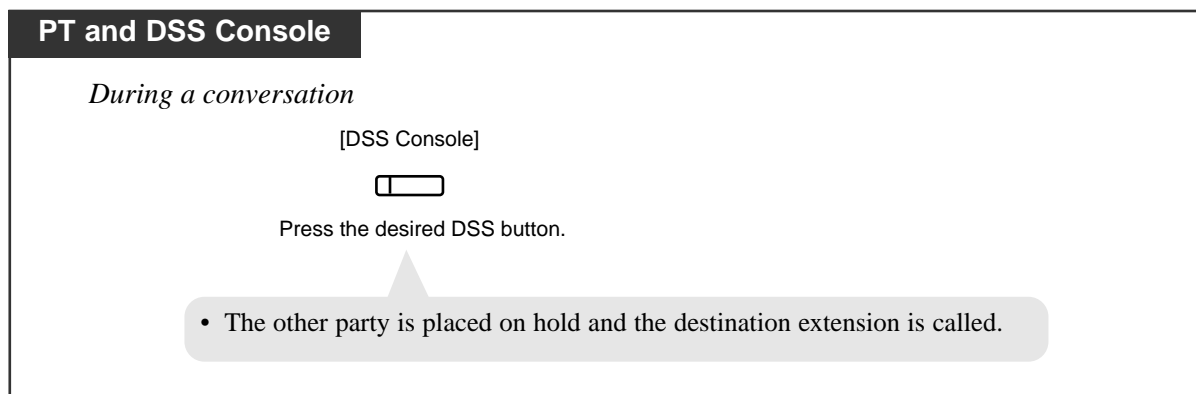 PT and DSS Console
During a conversation
[DSS Console]
Press the desired DSS button.
• The other party is placed on hold and the destination extension is called.